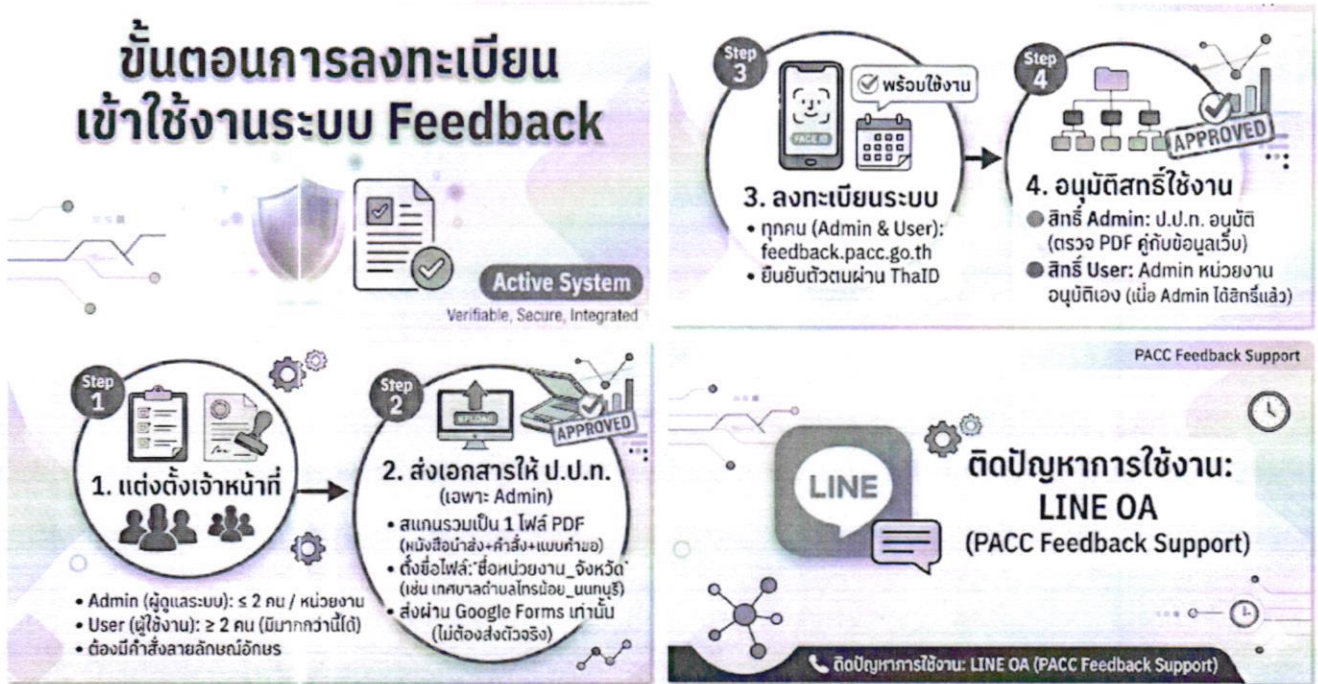 ขั้นตอนการลงทะเบียน
เข้าใช้งานระบบ Feedback
Active System
Verifiable, Secure, Integrated
Step
1
1. แต่งตั้งเจ้าหน้าที่
• Admin (ผู้ดูแลระบบ): ≤ 2 คน / หน่วยงาน
• User (ผู้ใช้งาน): ≥ 2 คน (มีมากกว่านี้ได้)
• ต้องมีคำสั่งลายลักษณ์อักษร
Step
2
UPLOAD
APPROVED
2. ส่งเอกสารให้ ป.ป.ท.
(เฉพาะ Admin)
• สแกนรวมเป็น 1 ไฟล์ PDF
(หนังสือนำส่ง+คำสั่ง+แบบคำขอ)
• ตั้งชื่อไฟล์:"ชื่อหน่วยงาน_จังหวัด"
(เช่น เทศบาลตำบลไทรน้อย_นนทบุรี)
• ส่งผ่าน Google Forms เท่านั้น
(ไม่ต้องส่งตัวจริง)
Step
3
FACE ID
พร้อมใช้งาน
3. ลงทะเบียนระบบ
• ทุกคน (Admin & User):
feedback.pacc.go.th
• ยืนยันตัวตนผ่าน ThaID
Step
4
APPROVED
4. อนุมัติสิทธิ์ใช้งาน
สิทธิ์ Admin: ป.ป.ท. อนุมัติ
(ตรวจ PDF คู่กับข้อมูลเว็บ)
สิทธิ์ User: Admin หน่วยงาน
อนุมัติเอง (เมื่อ Admin ได้สิทธิ์แล้ว)
PACC Feedback Support
LINE
ติดปัญหาการใช้งาน:
LINE OA
(PACC Feedback Support)
ติดปัญหาการใช้งาน: LINE OA (PACC Feedback Support)